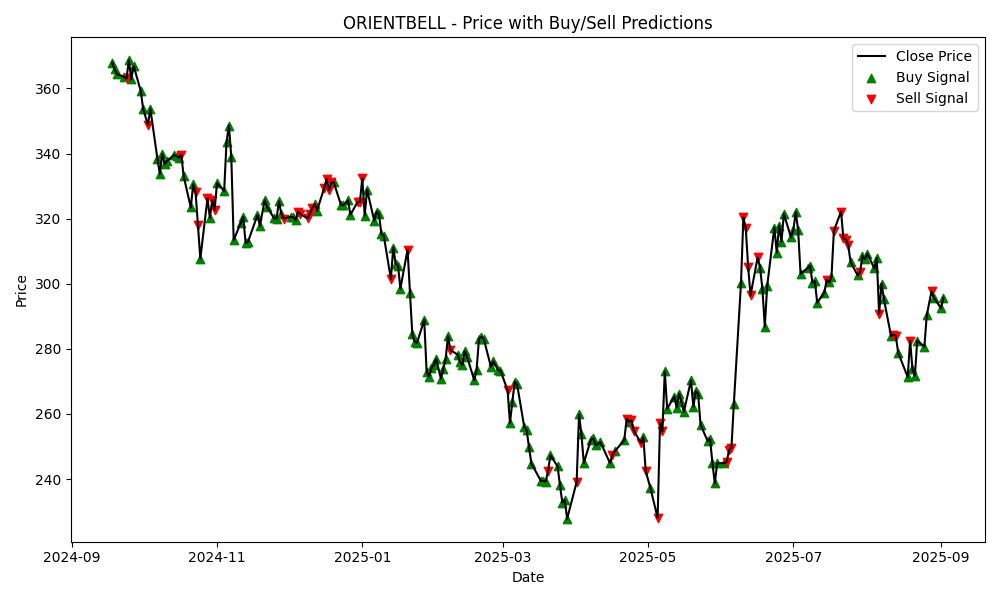 ORIENTBELL - Price with Buy/Sell Predictions
Close Price
Buy Signal
Sell Signal
Price
360
340
320
300
280
260
240
2024-09
2024-11
2025-01
2025-03
2025-05
2025-07
2025-09
Date